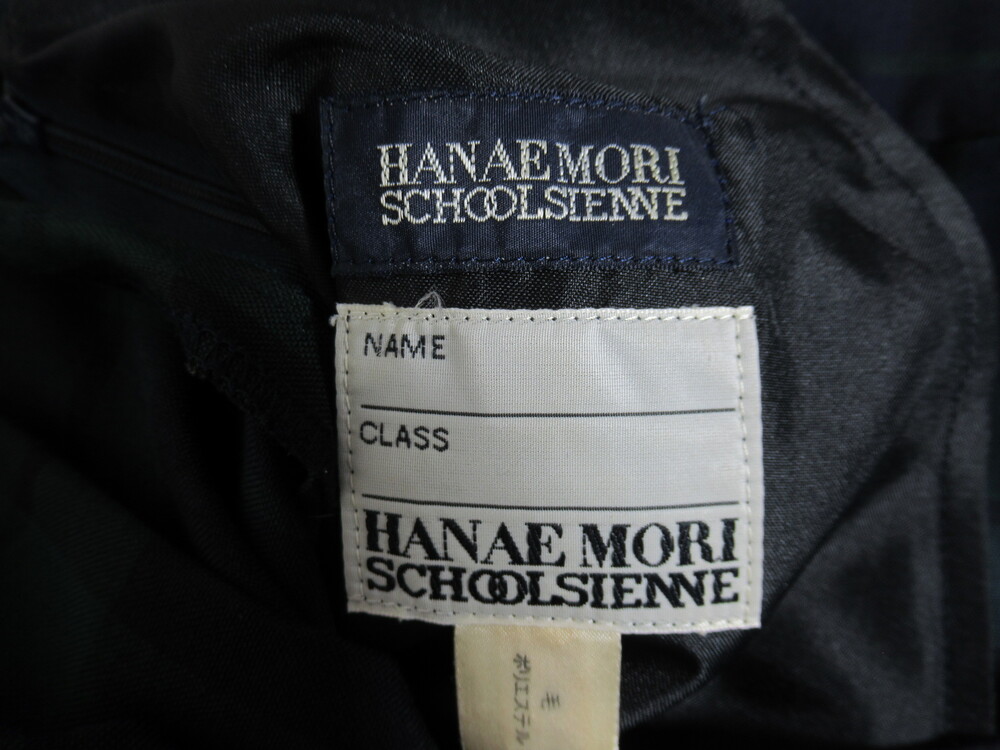 HANAE MORI
SCHOOLSIENNE
NAME
CLASS
HANAE MORI
SCHOOLSIENNE
毛
ポリエステル